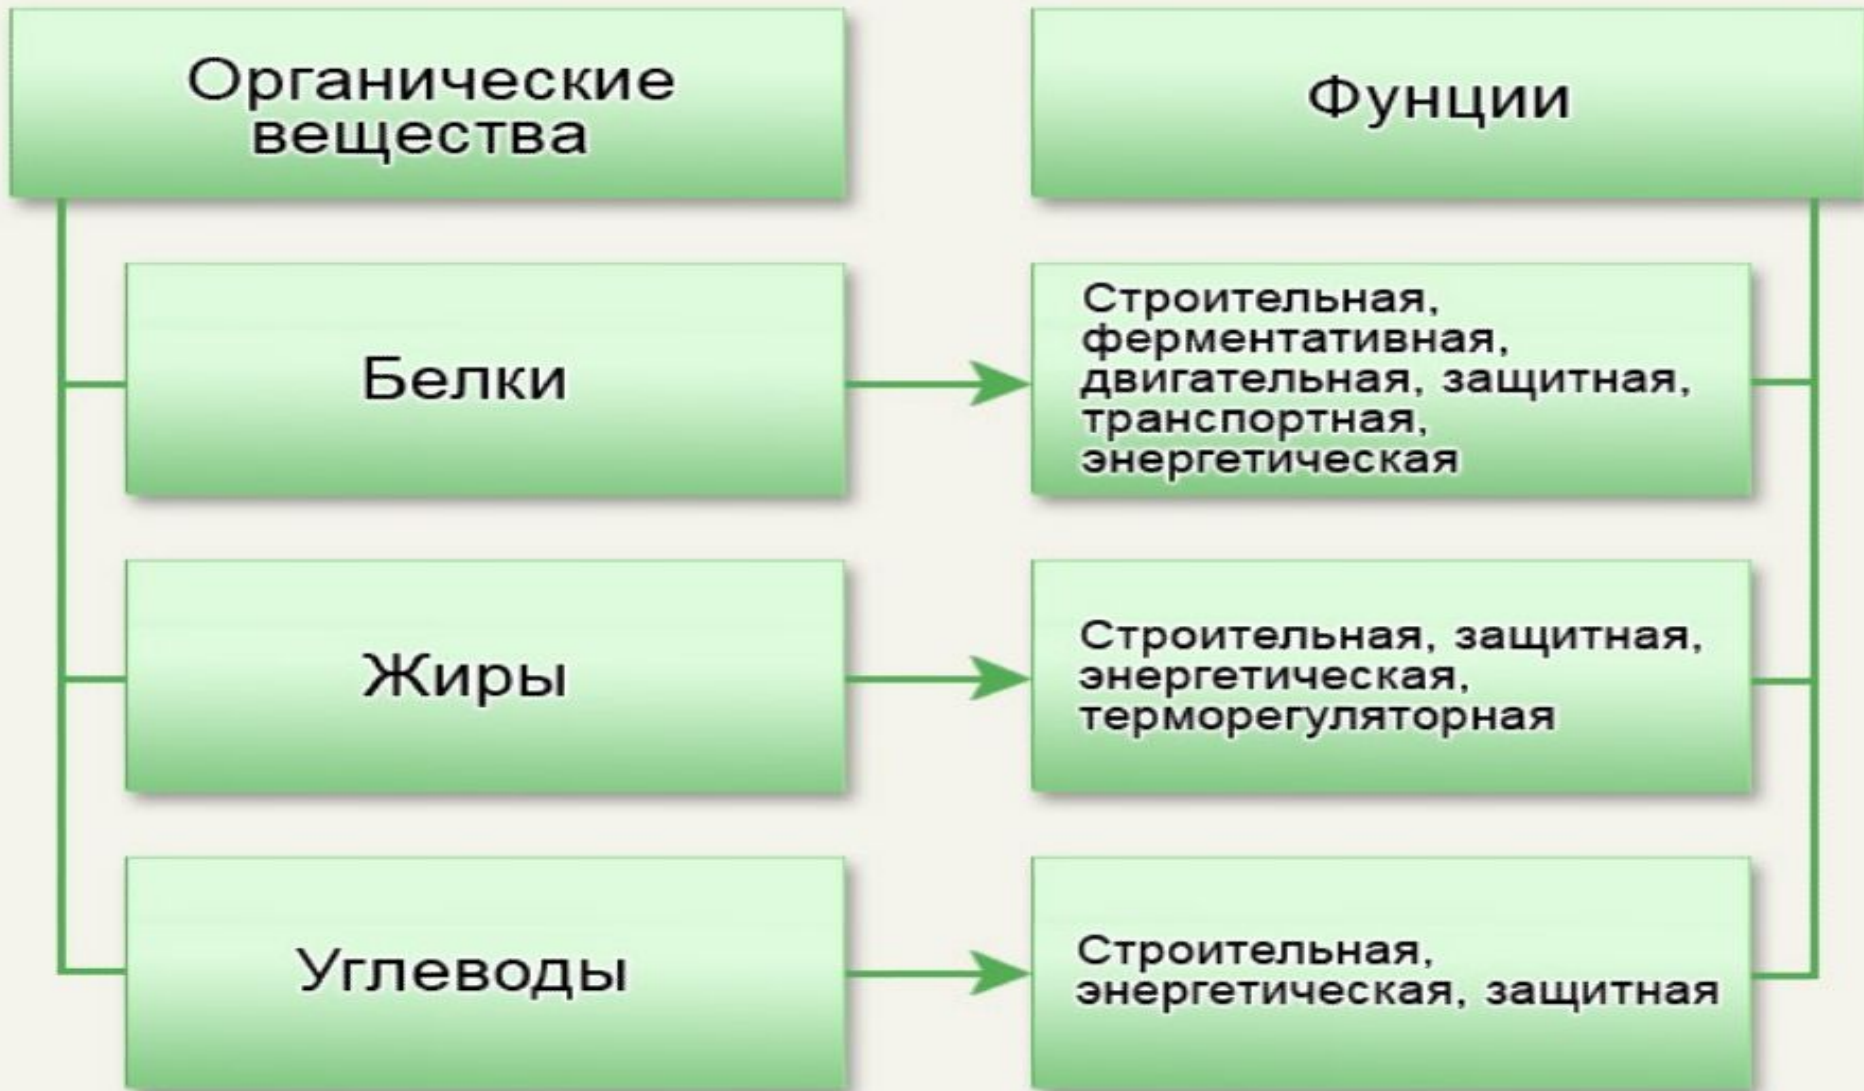 Органические
вещества
Фунции
Белки
Строительная,
ферментативная,
двигательная, защитная,
транспортная,
энергетическая
Жиры
Строительная, защитная,
энергетическая,
терморегуляторная
Углеводы
Строительная,
энергетическая, защитная